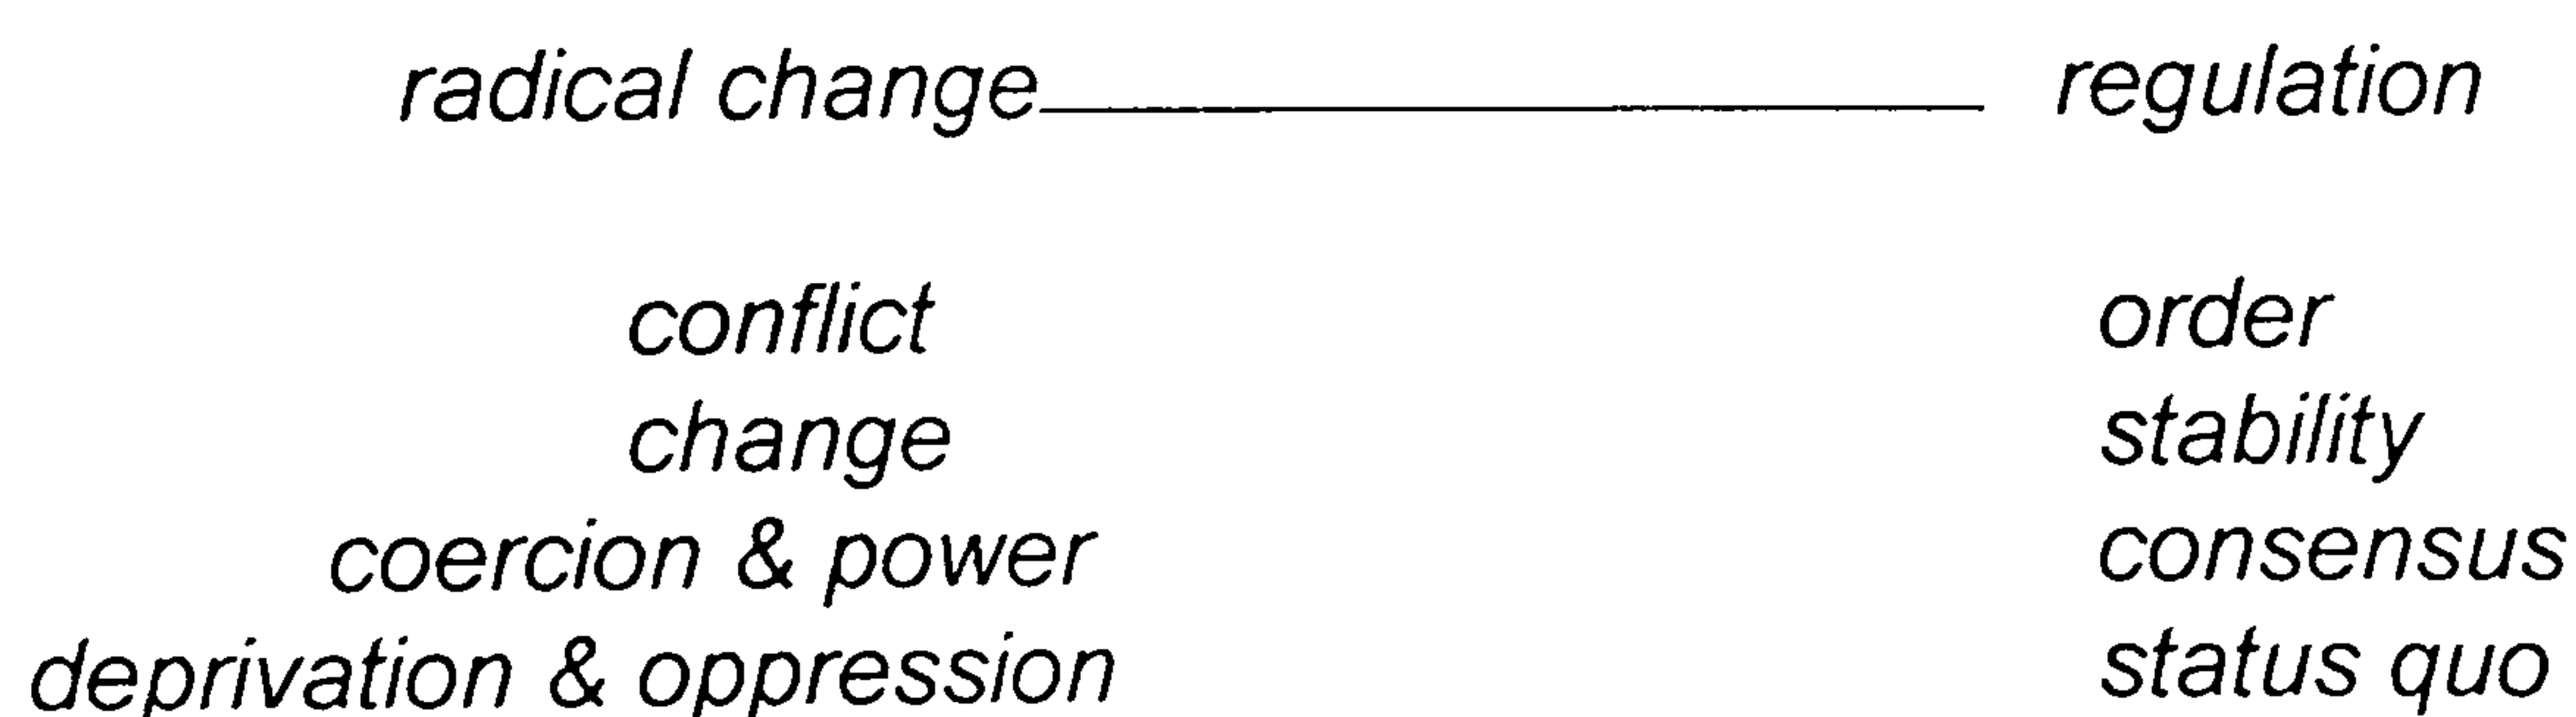 radical change regulation
conflict order
change stability
coercion & power consensus
deprivation & oppression status quo